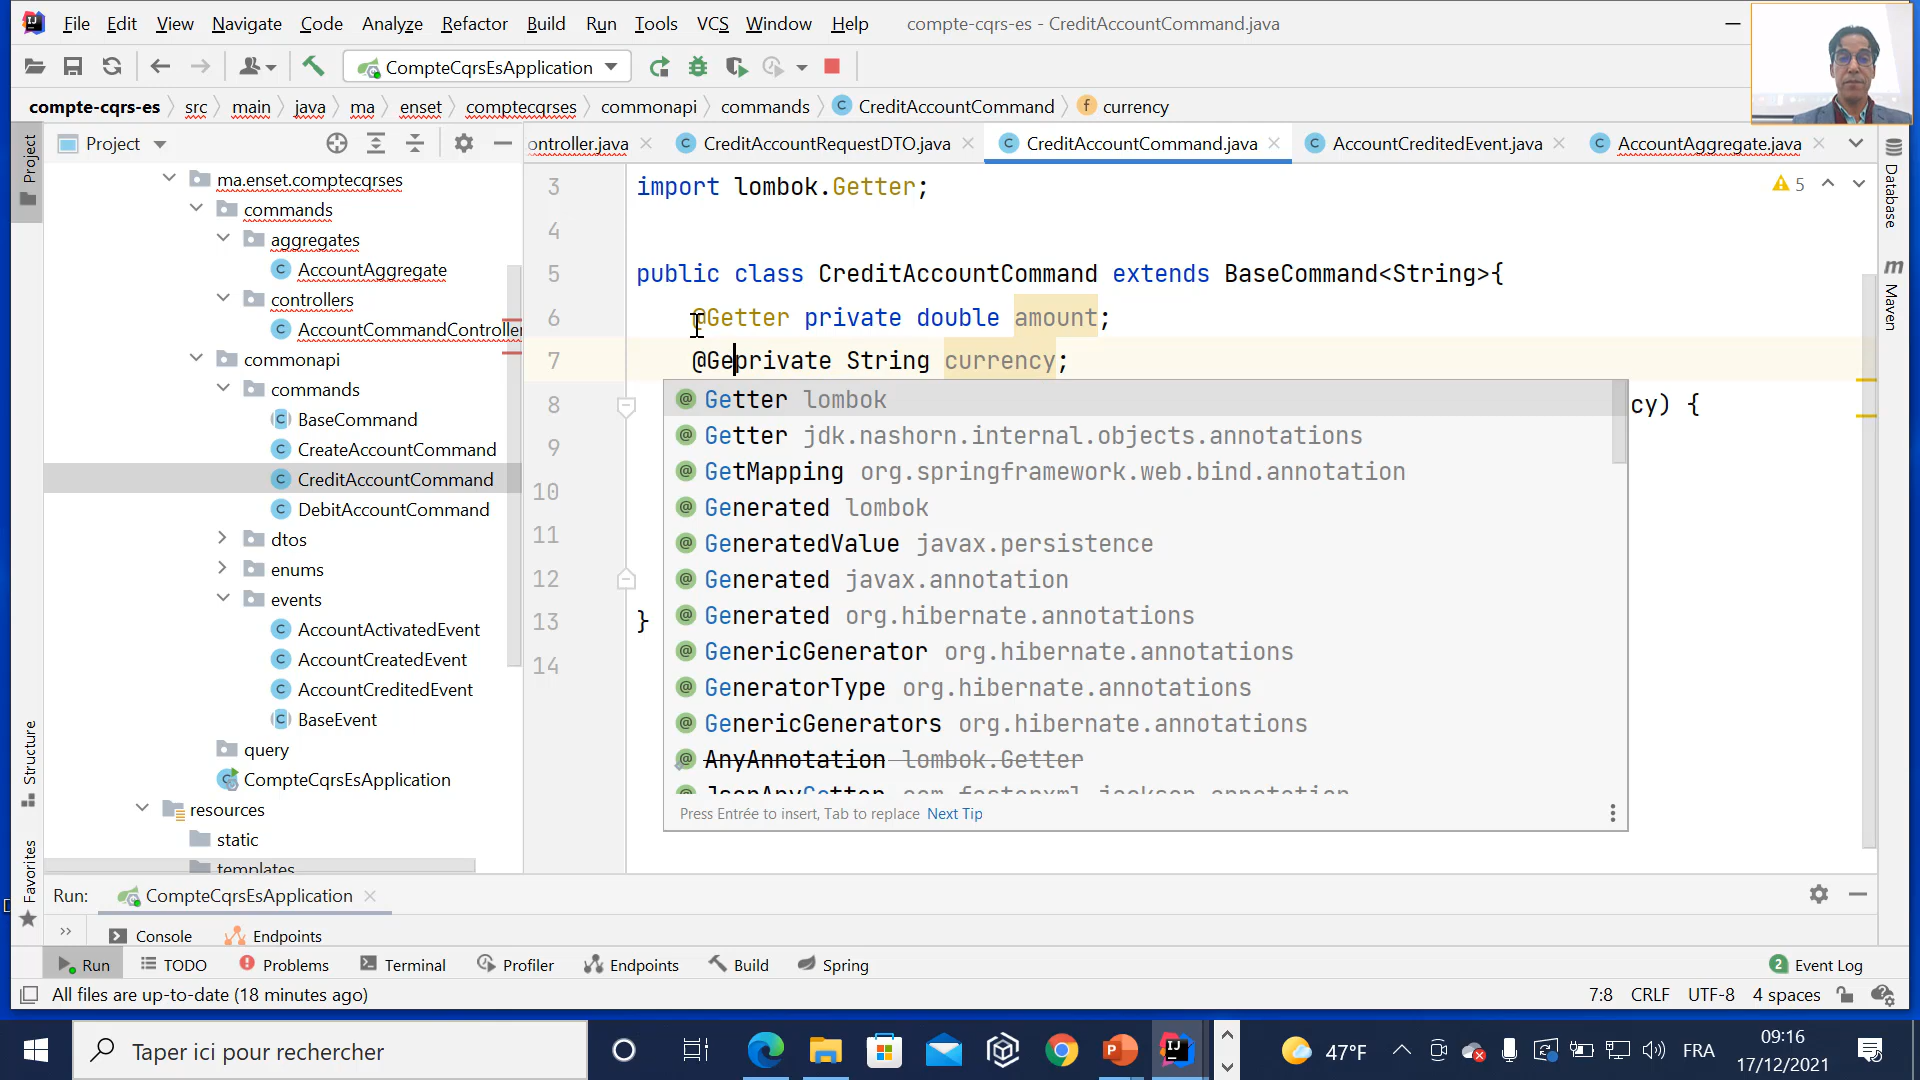 File Edit View Navigate Code Analyze Refactor Build Run Tools VCS Window Help compte-cqrs-es - CreditAccountCommand.java
CompteCqrsEsApplication
compte-cqrs-es src main java ma enset comptecqrses commonapi commands CreditAccountCommand currency
Project
ontroller.java CreditAccountRequestDTO.java CreditAccountCommand.java AccountCreditedEvent.java AccountAggregate.java
Project
Structure
Favorites
Database
Maven
ma.enset.comptecqrses
commands
aggregates
AccountAggregate
controllers
AccountCommandController
commonapi
commands
BaseCommand
CreateAccountCommand
CreditAccountCommand
DebitAccountCommand
dtos
enums
events
AccountActivatedEvent
AccountCreatedEvent
AccountCreditedEvent
BaseEvent
query
CompteCqrsEsApplication
resources
static
templates
5
3 import lombok.Getter;
4
5 public class CreditAccountCommand extends BaseCommand<String>{
6 @Getter private double amount;
7 @Geprivate String currency;
8 cy) {
9
10
11
12
13 }
14
Getter lombok
Getter jdk.nashorn.internal.objects.annotations
GetMapping org.springframework.web.bind.annotation
Generated lombok
GeneratedValue javax.persistence
Generated javax.annotation
Generated org.hibernate.annotations
GenericGenerator org.hibernate.annotations
GeneratorType org.hibernate.annotations
GenericGenerators org.hibernate.annotations
AnyAnnotation lombok.Getter
JsonAnyGetter com.fasterxml.jackson.annotation
Press Entrée to insert, Tab to replace Next Tip
Run: CompteCqrsEsApplication
Console Endpoints
Run TODO Problems Terminal Profiler Endpoints Build Spring 2 Event Log
All files are up-to-date (18 minutes ago) 7:8 CRLF UTF-8 4 spaces
Taper ici pour rechercher 47°F FRA 09:16
17/12/2021